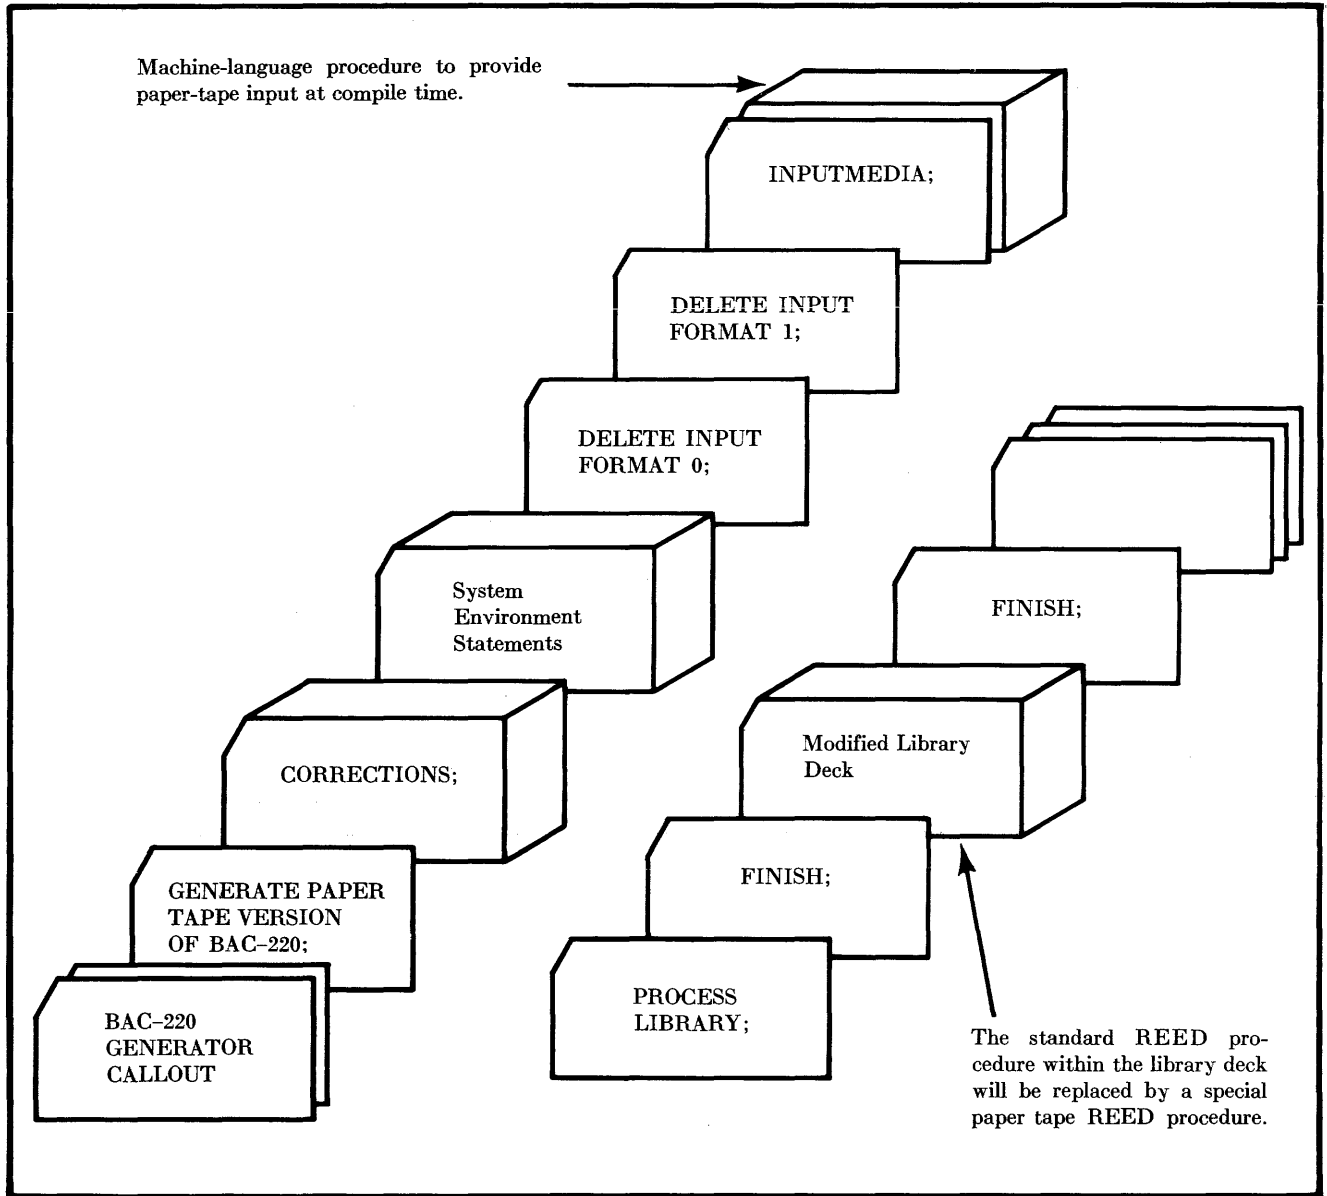 Machine-language procedure to provide
paper-tape input at compile time.
INPUTMEDIA;
DELETE INPUT
FORMAT 1;
DELETE INPUT
FORMAT 0;
System
Environment
Statements
CORRECTIONS;
GENERATE PAPER
TAPE VERSION
OF BAC-220;
BAC-220
GENERATOR
CALLOUT
FINISH;
Modified Library
Deck
FINISH;
PROCESS
LIBRARY;
The standard REED pro-
cedure within the library deck
will be replaced by a special
paper tape REED procedure.